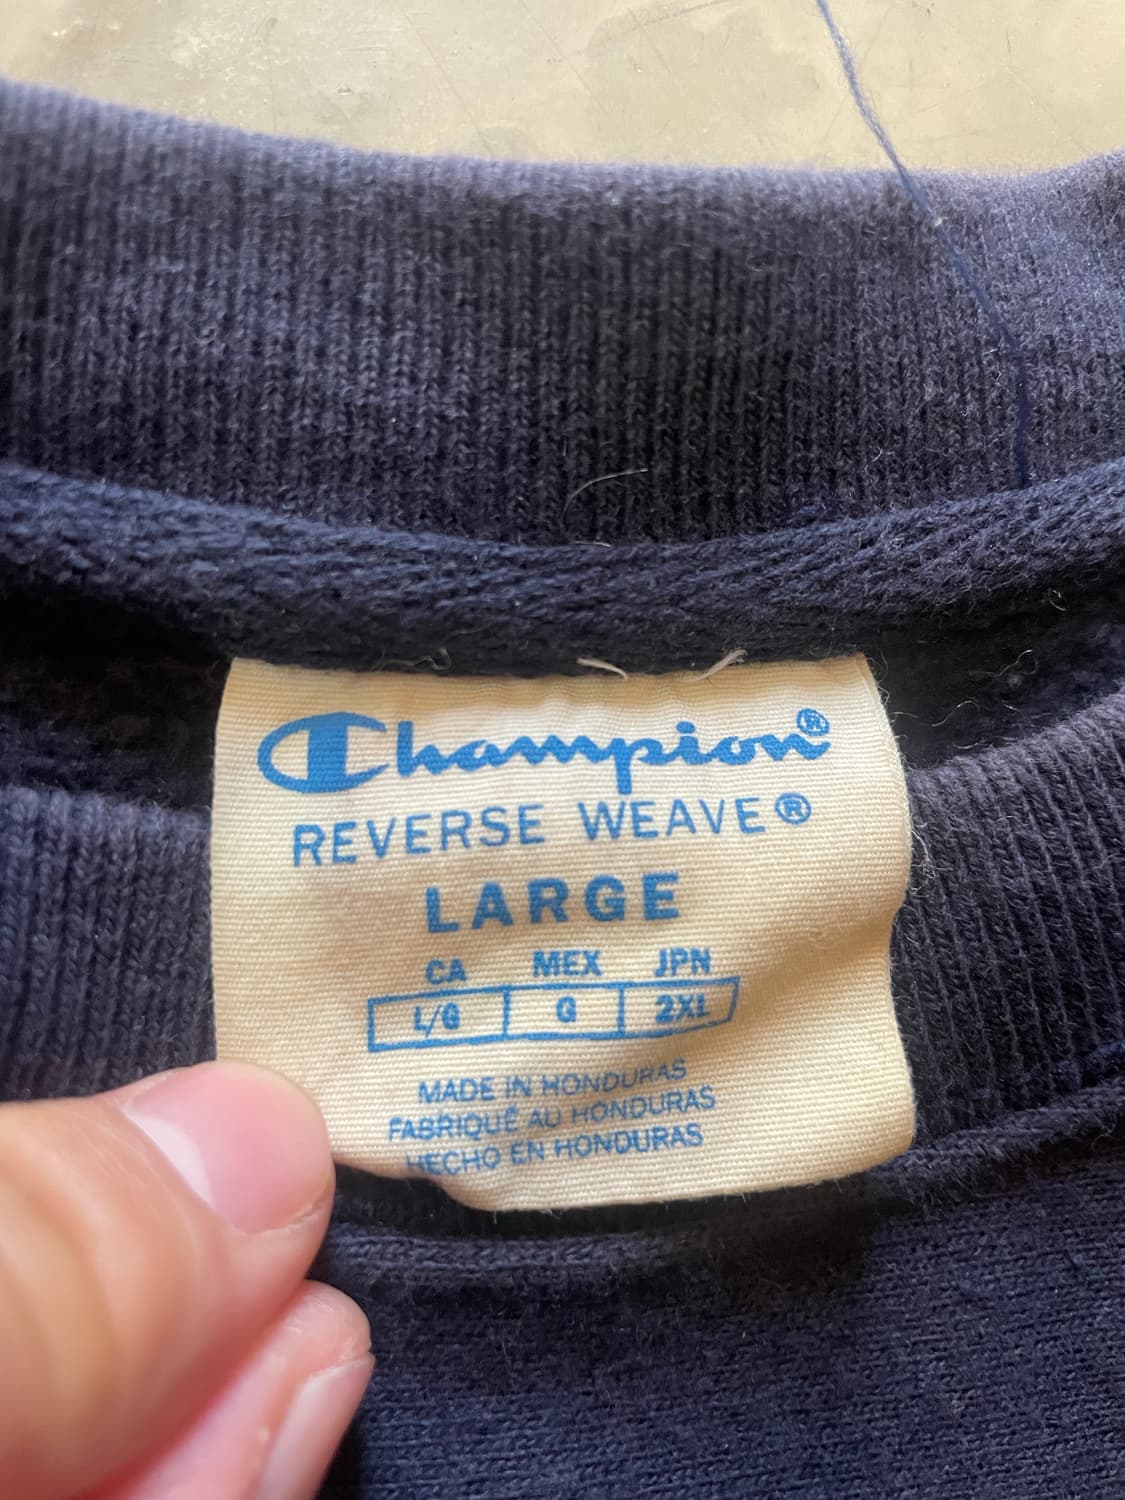 Champion®
REVERSE WEAVE®
LARGE
CA MEX JPN
L/G G 2XL
MADE IN HONDURAS
FABRIQUÉ AU HONDURAS
HECHO EN HONDURAS